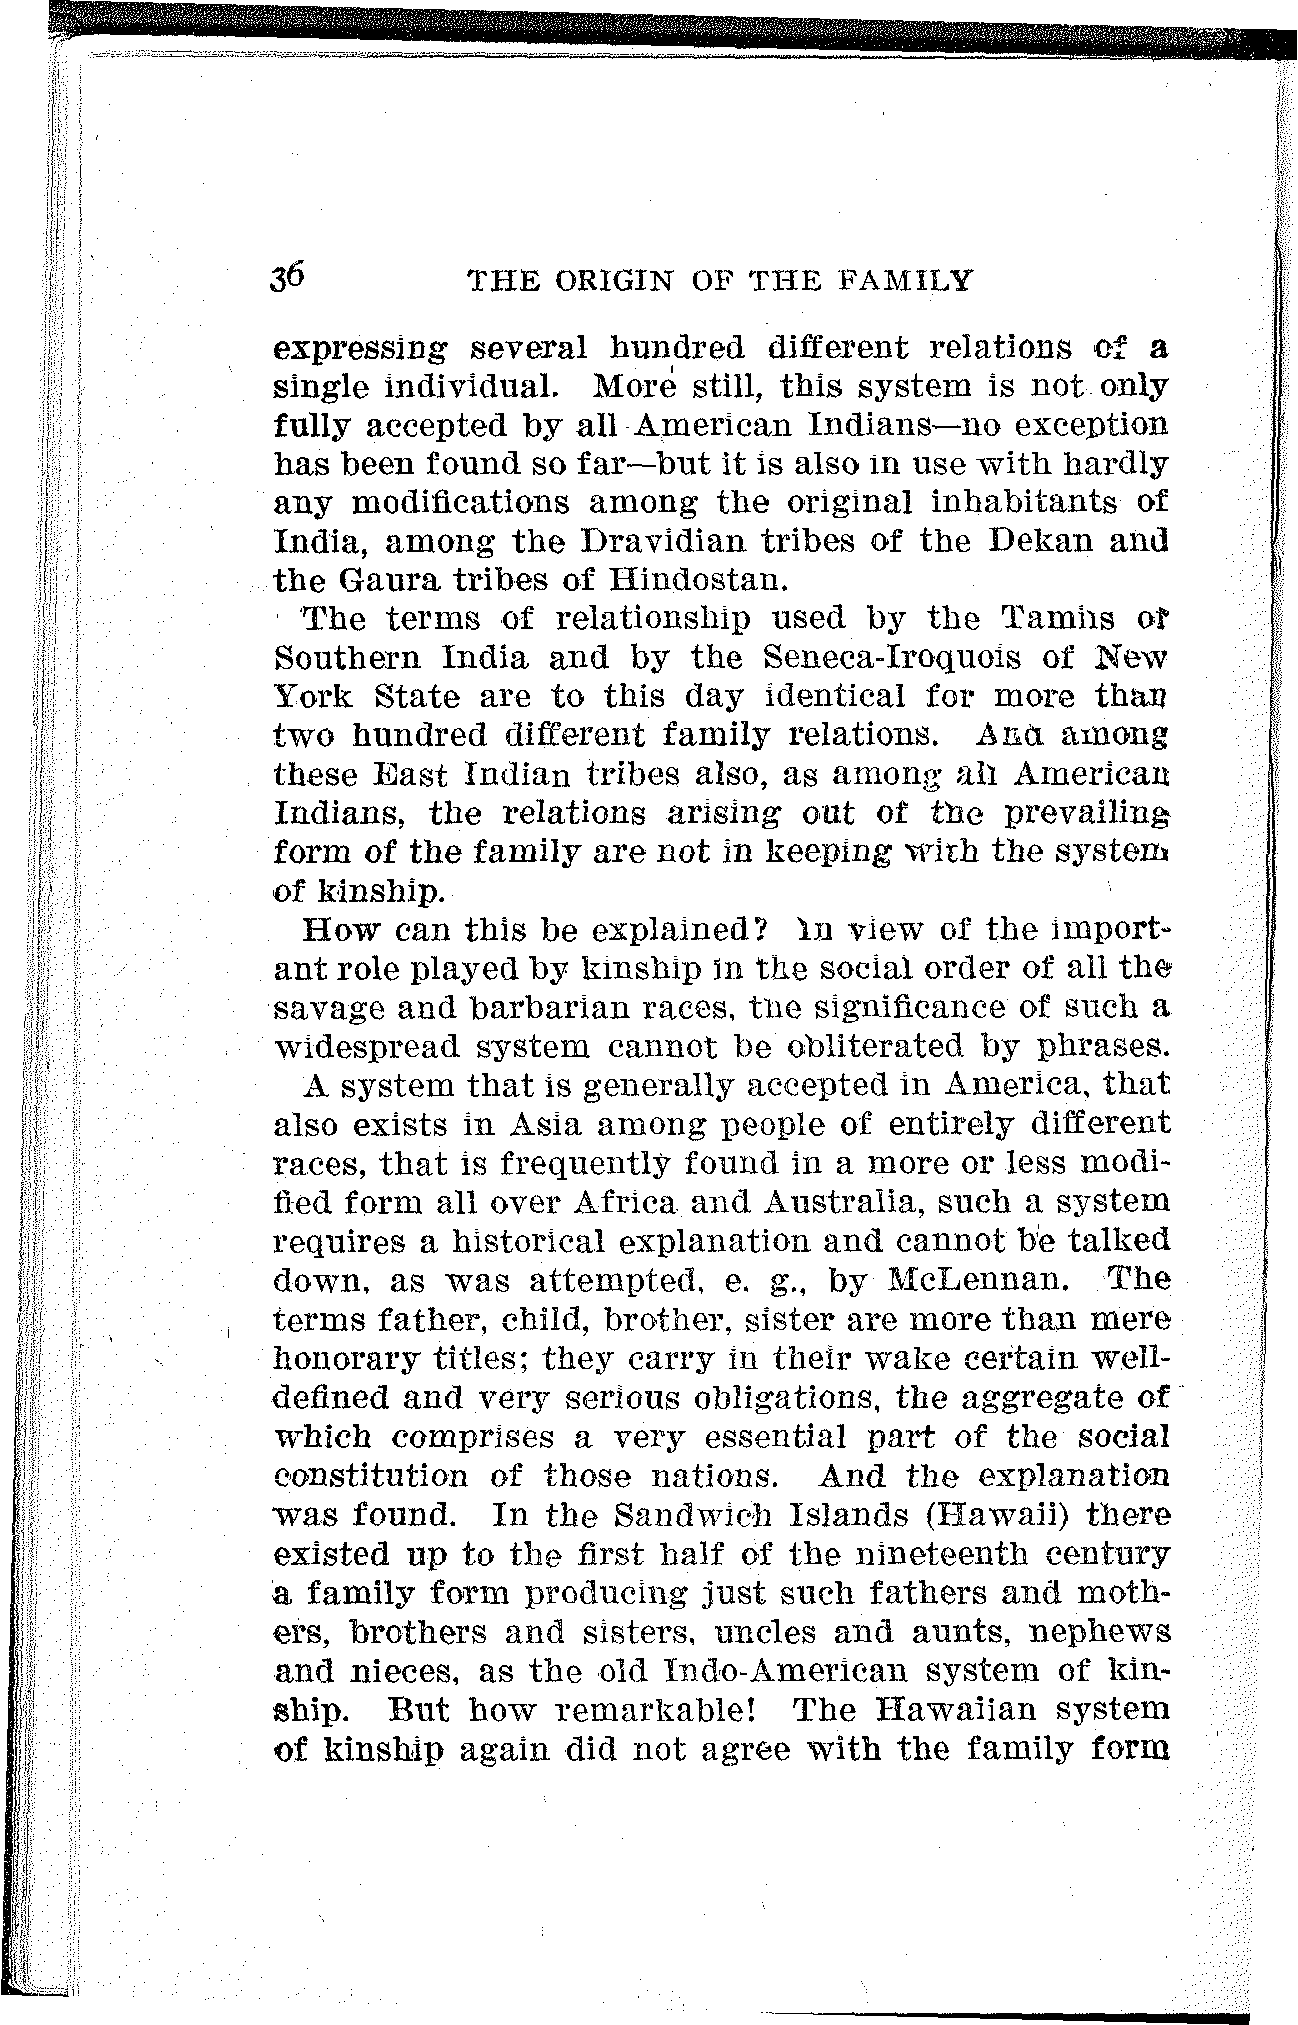 36 THE ORIGIN OF THE FAMILY
expressing several hundred different relations of a
single individual. More still, this system is not only
fully accepted by all American Indians—no exception
has been found so far—but it is also in use with hardly
any modifications among the original inhabitants of
India, among the Dravidian tribes of the Dekan and
the Gaura tribes of Hindostan.
The terms of relationship used by the Tamils of
Southern India and by the Seneca-Iroquois of New
York State are to this day identical for more than
two hundred different family relations. And among
these East Indian tribes also, as among all American
Indians, the relations arising out of the prevailing
form of the family are not in keeping with the system
of kinship.
How can this be explained? In view of the import-
ant role played by kinship in the social order of all the
savage and barbarian races, the significance of such a
widespread system cannot be obliterated by phrases.
A system that is generally accepted in America, that
also exists in Asia among people of entirely different
races, that is frequently found in a more or less modi-
fied form all over Africa and Australia, such a system
requires a historical explanation and cannot be talked
down, as was attempted, e. g., by McLennan. The
terms father, child, brother, sister are more than mere
honorary titles; they carry in their wake certain well-
defined and very serious obligations, the aggregate of
which comprises a very essential part of the social
constitution of those nations. And the explanation
was found. In the Sandwich Islands (Hawaii) there
existed up to the first half of the nineteenth century
a family form producing just such fathers and moth-
ers, brothers and sisters, uncles and aunts, nephews
and nieces, as the old Indo-American system of kin-
ship. But how remarkable! The Hawaiian system
of kinship again did not agree with the family form